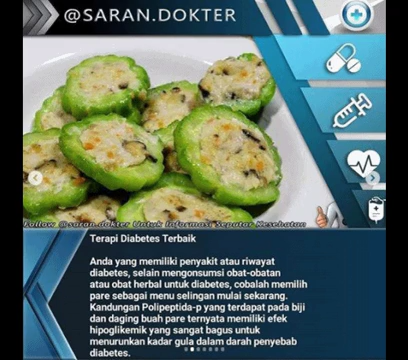 @SARAN.DOKTER
Follow @saran.dokter Untuk Informasi Seputar Kesehatan
Terapi Diabetes Terbaik
Anda yang memiliki penyakit atau riwayat
diabetes, selain mengonsumsi obat-obatan
atau obat herbal untuk diabetes, cobalah memilih
pare sebagai menu selingan mulai sekarang.
Kandungan Polipeptida-p yang terdapat pada biji
dan daging buah pare ternyata memiliki efek
hipoglikemik yang sangat bagus untuk
menurunkan kadar gula dalam darah penyebab
diabetes.